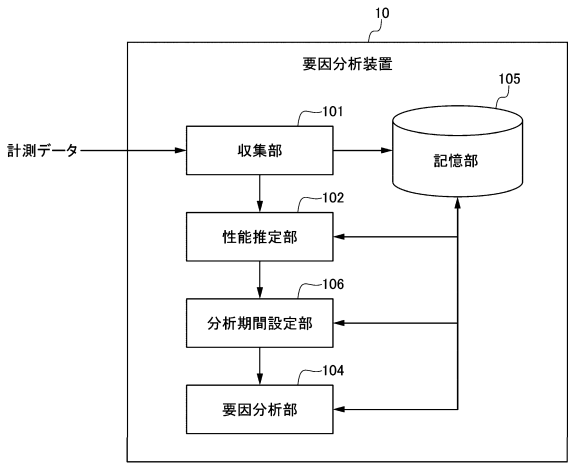 10
要因分析装置
105
101
計測データ
収集部
記憶部
102
性能推定部
106
分析期間設定部
104
要因分析部